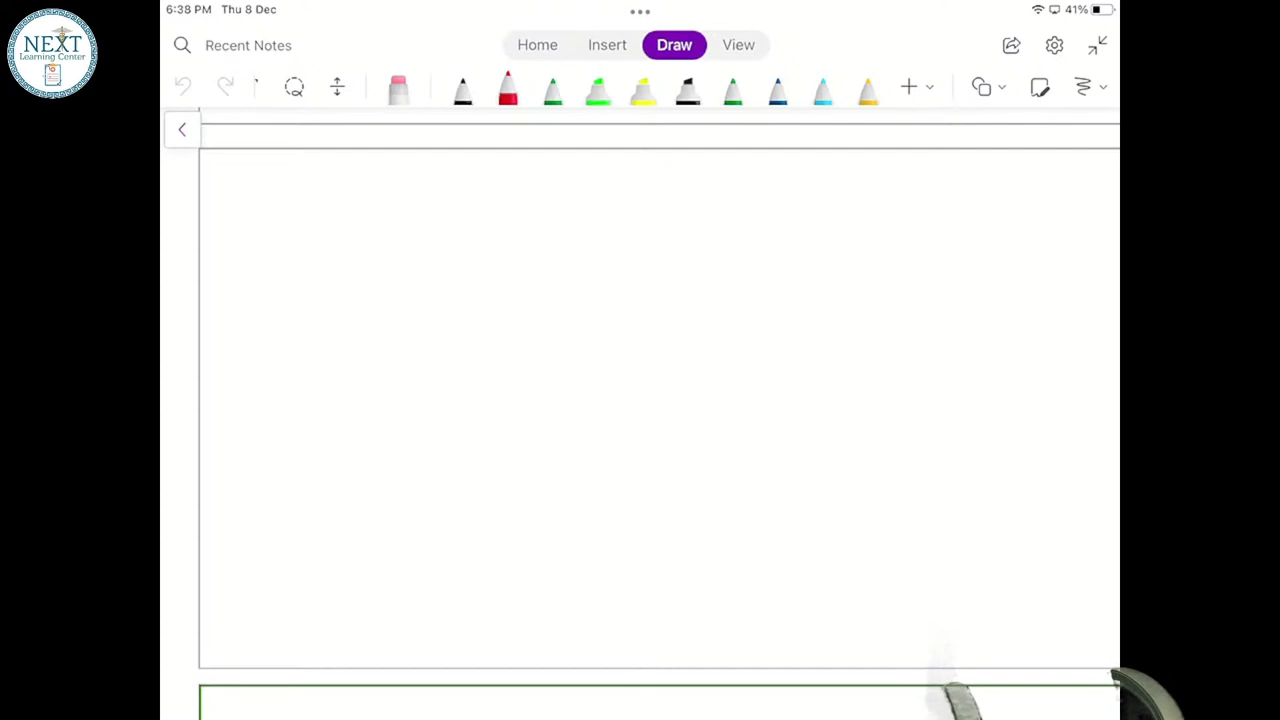 NEXT
Learning Center
6:38 PM Thu 8 Dec
41%
Recent Notes
Home
Insert
Draw
View